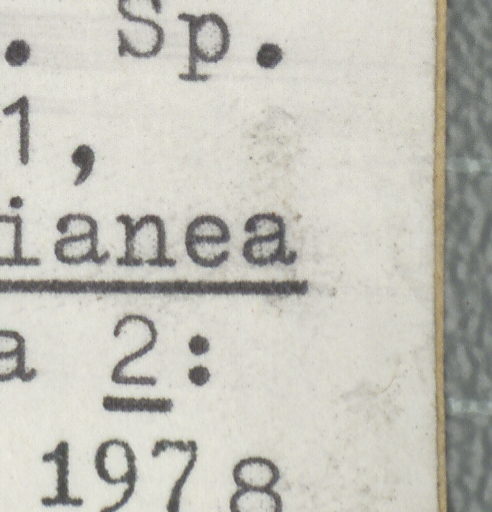 . Sp.
1,
ianea
a 2:
1978